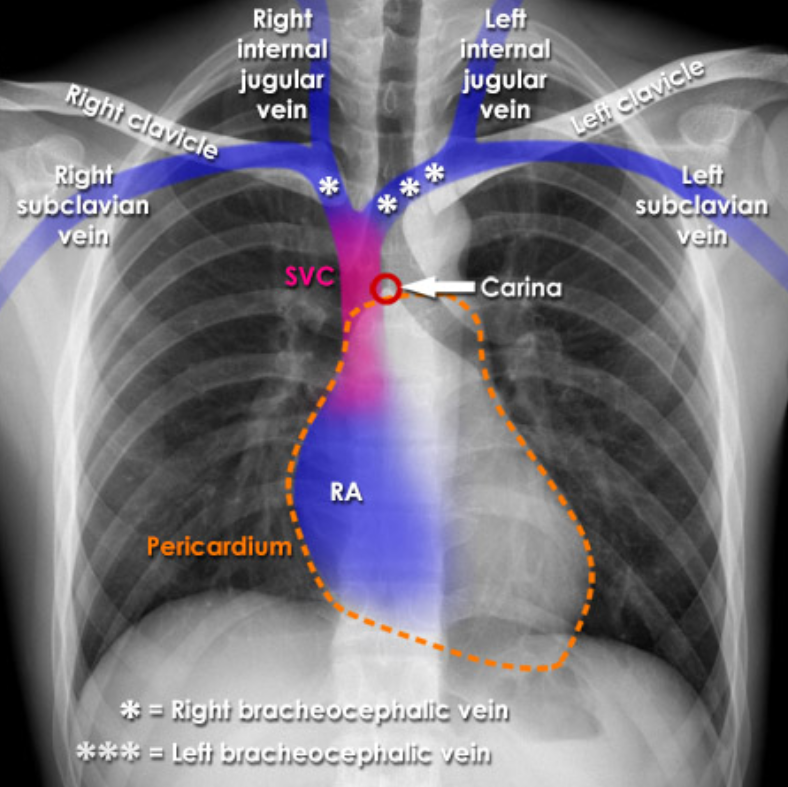 Right
internal
jugular
vein
Left
internal
jugular
vein
Right clavicle
Left clavicle
Right
subclavian
vein
Left
subclavian
vein
* ***
SVC
Carina
RA
Pericardium
* = Right bracheocephalic vein
*** = Left bracheocephalic vein